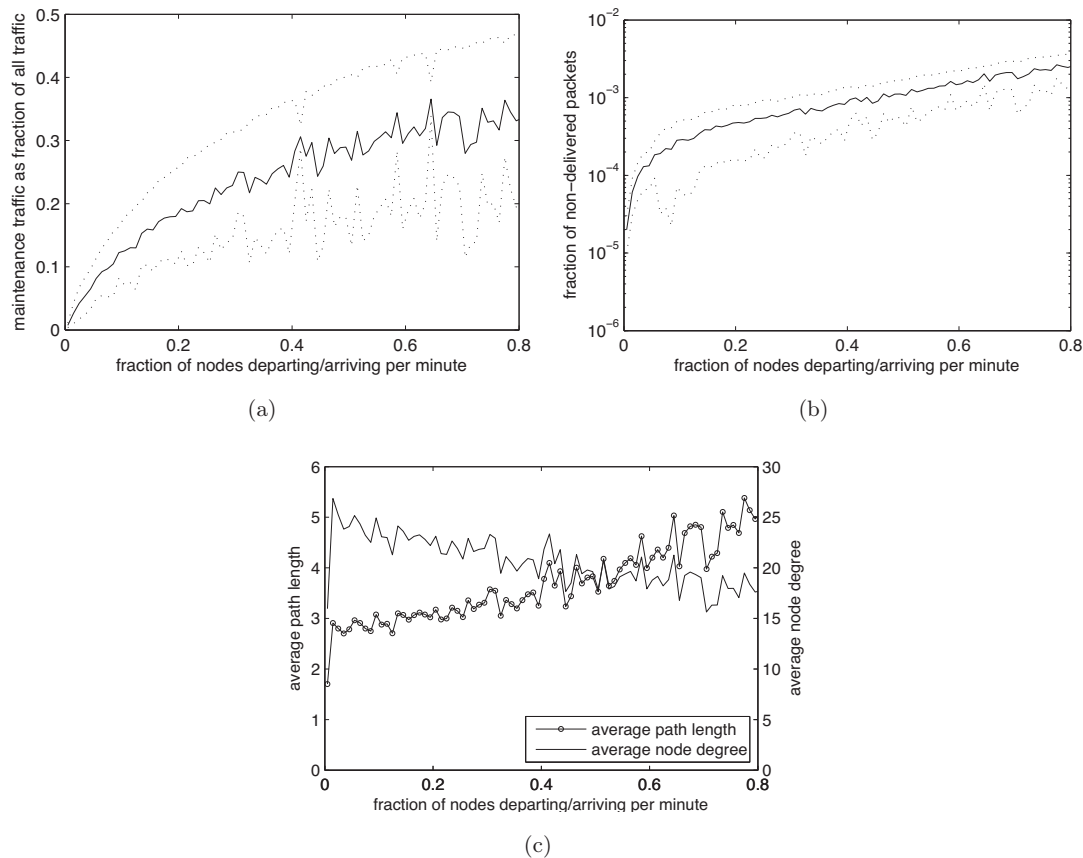 maintenance traffic as fraction of all traffic
0.5
0.4
0.3
0.2
0.1
0
0 0.2 0.4 0.6 0.8
fraction of nodes departing/arriving per minute
(a)
fraction of non−delivered packets
10−2
10−3
10−4
10−5
10−6
0 0.2 0.4 0.6 0.8
fraction of nodes departing/arriving per minute
(b)
average path length
6
5
4
3
2
1
0
average node degree
30
25
20
15
10
5
0
average path length
average node degree
0 0.2 0.4 0.6 0.8
fraction of nodes departing/arriving per minute
(c)